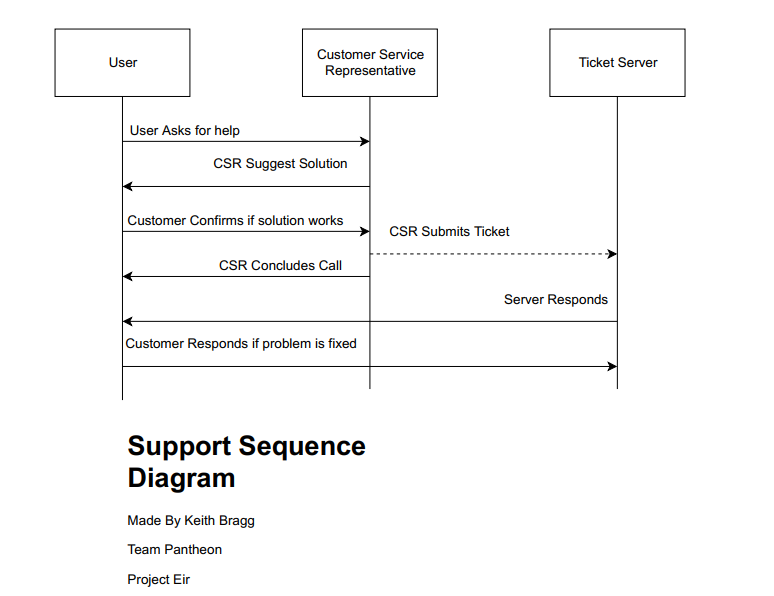 User
Customer Service
Representative
Ticket Server
User Asks for help
CSR Suggest Solution
Customer Confirms if solution works
CSR Submits Ticket
CSR Concludes Call
Server Responds
Customer Responds if problem is fixed
Support Sequence
Diagram
Made By Keith Bragg
Team Pantheon
Project Eir